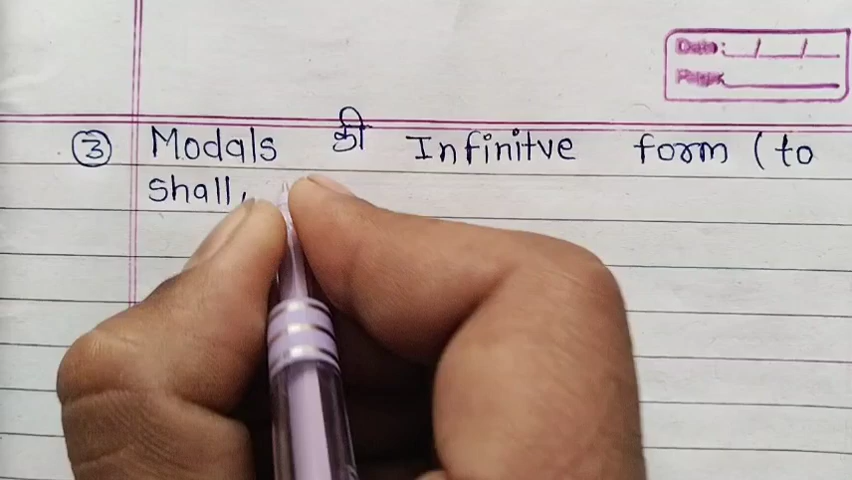 Date: / /
Page:
③ Modals की Infinitve form (to
shall,